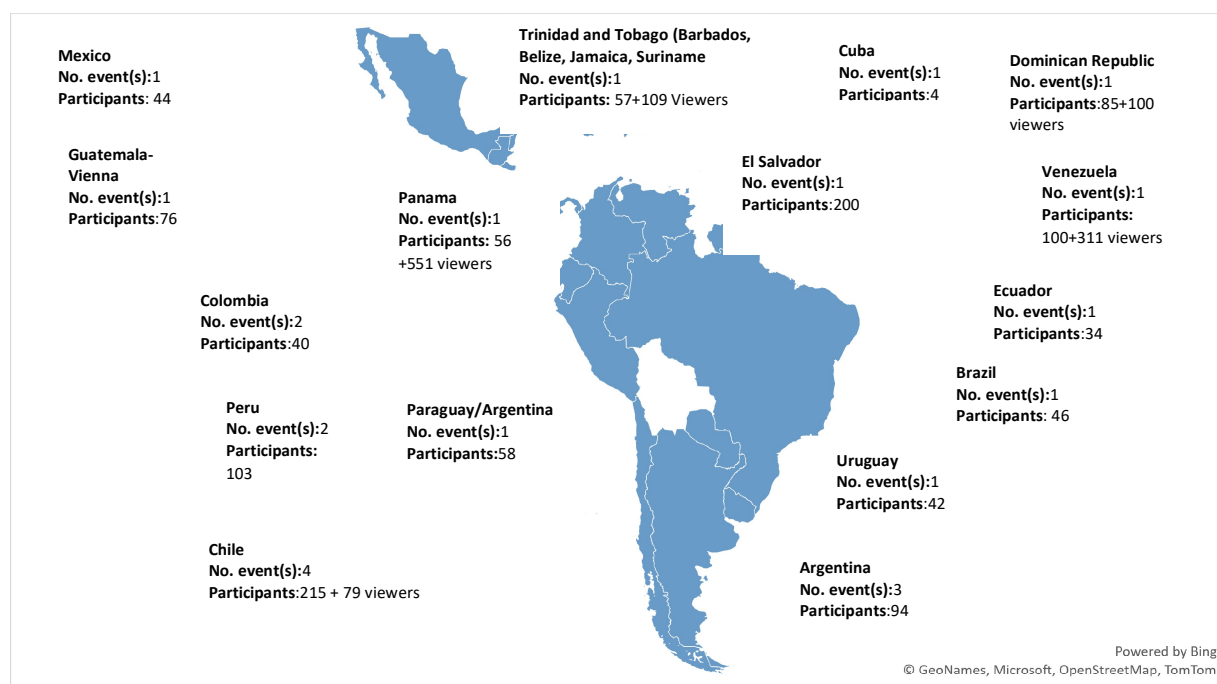 Mexico
No. event(s):1
Participants: 44
Trinidad and Tobago (Barbados,
Belize, Jamaica, Suriname
No. event(s):1
Participants: 57+109 Viewers
Cuba
No. event(s):1
Participants:4
Dominican Republic
No. event(s):1
Participants:85+100
viewers
Guatemala-
Vienna
No. event(s):1
Participants:76
Panama
No. event(s):1
Participants: 56
+551 viewers
El Salvador
No. event(s):1
Participants:200
Venezuela
No. event(s):1
Participants:
100+311 viewers
Colombia
No. event(s):2
Participants:40
Ecuador
No. event(s):1
Participants:34
Brazil
No. event(s):1
Participants: 46
Peru
No. event(s):2
Participants:
103
Paraguay/Argentina
No. event(s):1
Participants:58
Uruguay
No. event(s):1
Participants:42
Chile
No. event(s):4
Participants:215 + 79 viewers
Argentina
No. event(s):3
Participants:94
Powered by Bing
© GeoNames, Microsoft, OpenStreetMap, TomTom